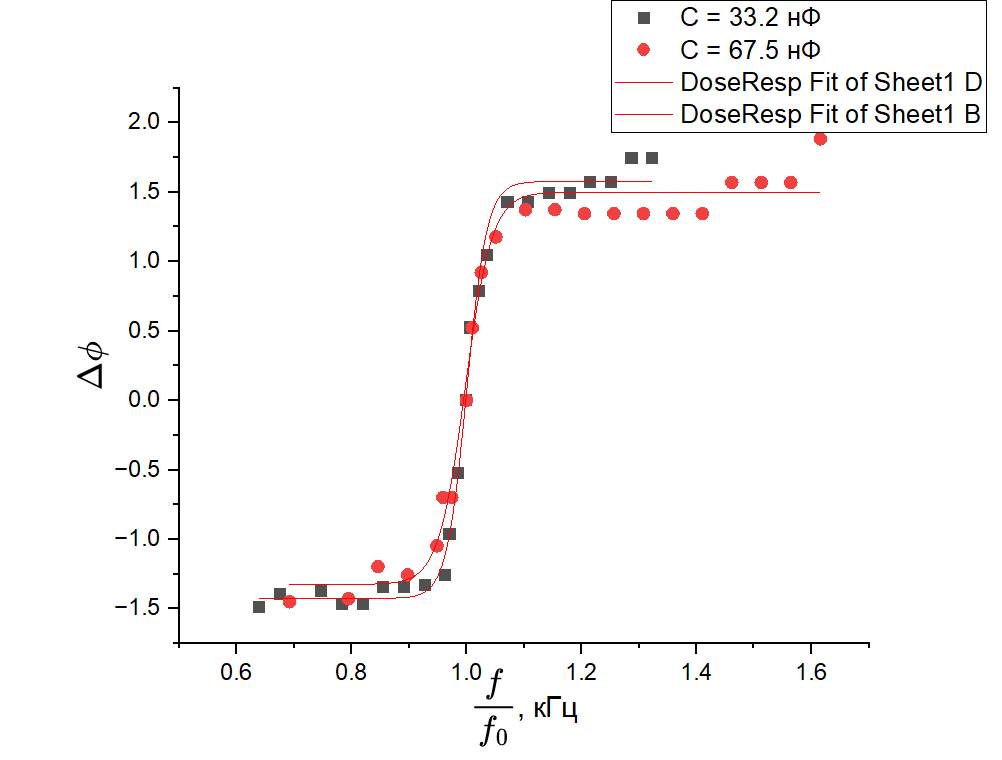 C = 33.2 нФ
C = 67.5 нФ
DoseResp Fit of Sheet1 D
DoseResp Fit of Sheet1 B
2.0
1.5
1.0
0.5
0.0
−0.5
−1.0
−1.5
Δϕ
0.6 0.8 1.0 1.2 1.4 1.6
f
f₀ , кГц